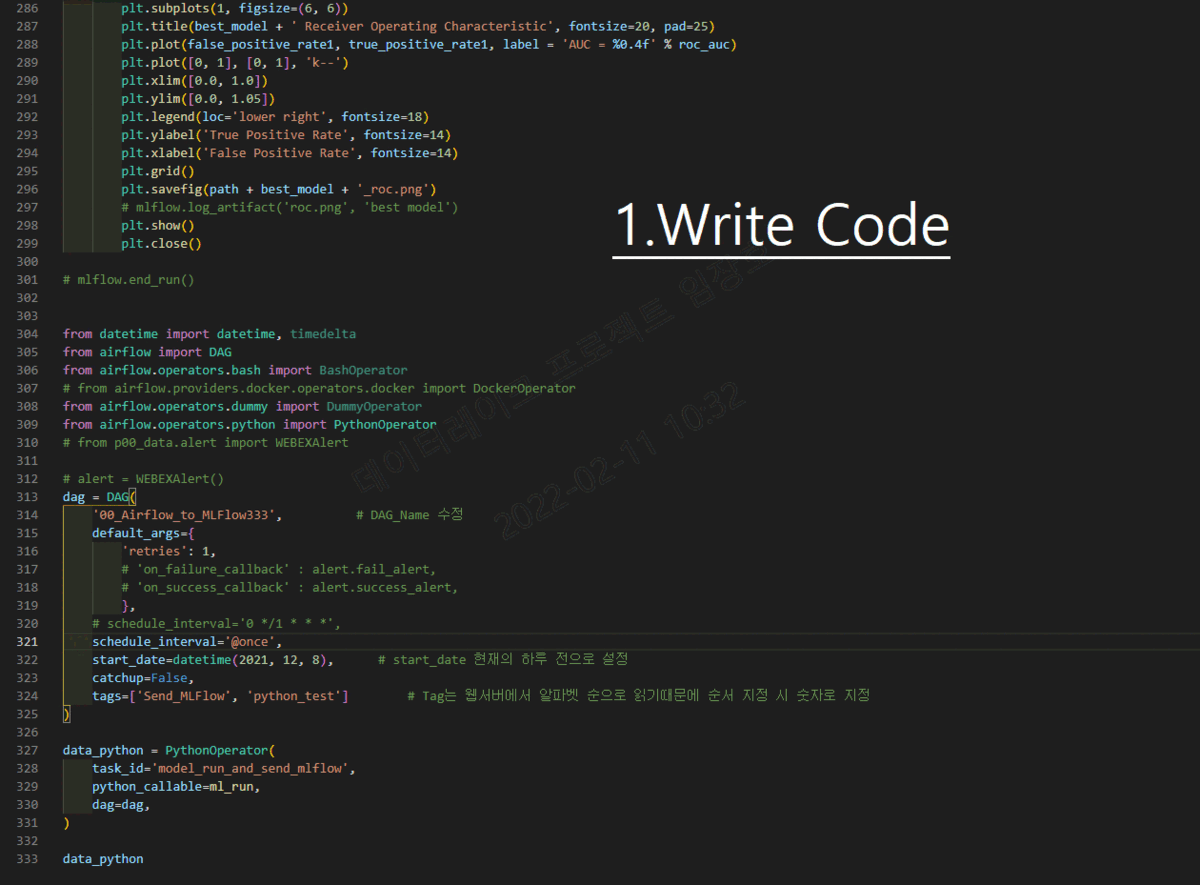 286 plt.subplots(1, figsize=(6, 6))
287 plt.title(best_model + ' Receiver Operating Characteristic', fontsize=20, pad=25)
288 plt.plot(false_positive_rate1, true_positive_rate1, label = 'AUC = %0.4f' % roc_auc)
289 plt.plot([0, 1], [0, 1], 'k--')
290 plt.xlim([0.0, 1.0])
291 plt.ylim([0.0, 1.05])
292 plt.legend(loc='lower right', fontsize=18)
293 plt.ylabel('True Positive Rate', fontsize=14)
294 plt.xlabel('False Positive Rate', fontsize=14)
295 plt.grid()
296 plt.savefig(path + best_model + '_roc.png')
297 # mlflow.log_artifact('roc.png', 'best model')
298 plt.show()
299 plt.close()
1.Write Code
300
301 # mlflow.end_run()
302
303
304 from datetime import datetime, timedelta
305 from airflow import DAG
306 from airflow.operators.bash import BashOperator
307 # from airflow.providers.docker.operators.docker import DockerOperator
308 from airflow.operators.dummy import DummyOperator
309 from airflow.operators.python import PythonOperator
310 # from p00_data.alert import WEBEXAlert
311
312 # alert = WEBEXAlert()
313 dag = DAG(
314 '00_Airflow_to_MLFlow333', # DAG_Name 수정
315 default_args={
316 'retries': 1,
317 # 'on_failure_callback' : alert.fail_alert,
318 # 'on_success_callback' : alert.success_alert,
319 },
320 # schedule_interval='0 */1 * * *',
321 schedule_interval='@once',
322 start_date=datetime(2021, 12, 8), # start_date 현재의 하루 전으로 설정
323 catchup=False,
324 tags=['Send_MLFlow', 'python_test'] # Tag는 웹서버에서 알파벳 순으로 읽기때문에 순서 지정 시 숫자로 지정
325 )
326
327 data_python = PythonOperator(
328 task_id='model_run_and_send_mlflow',
329 python_callable=ml_run,
330 dag=dag,
331 )
332
333 data_python
프로젝트
2022-02-11 10:32